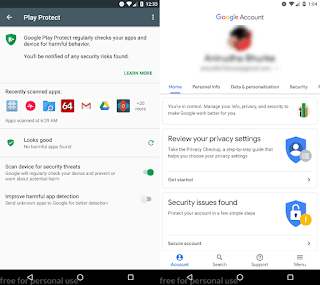 12:35
Play Protect
Google Play Protect regularly checks your apps and
device for harmful behavior.
You'll be notified of any security risks found.
LEARN MORE
Recently scanned apps:
64
+20
more
Apps scanned at 6:29 AM
Looks good
No harmful apps found
Scan device for security threats
Google will regularly check your device and prevent or
warn about potential harm
Improve harmful app detection
Send unknown apps to Google for better detection
free for personal use
1:04
Google Account
Home
Personal info
Data & personalization
Security
You're in control. Manage your info, privacy, and security to
make Google work better for you
Review your privacy
settings
Take the Privacy Checkup, a step-by-step guide that
helps you choose your privacy settings
Get started
Security issues found
Protect your account in a few simple steps
Secure account
Account
Search
Support
Menu
free for personal use